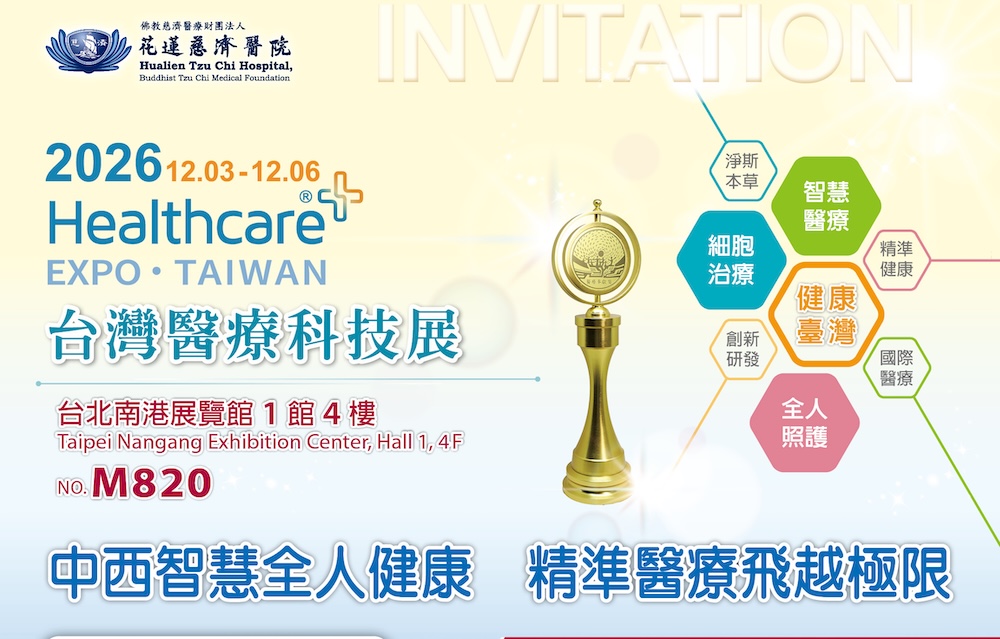 佛教慈濟醫療財團法人
花蓮慈濟醫院
Hualien Tzu Chi Hospital,
Buddhist Tzu Chi Medical Foundation
INVITATION
2026 12.03-12.06
Healthcare®
EXPO・TAIWAN
台灣醫療科技展
台北南港展覽館 1 館 4 樓
Taipei Nangang Exhibition Center, Hall 1, 4F
NO. M820
淨斯
本草
智慧
醫療
細胞
治療
精準
健康
健康
臺灣
創新
研發
國際
醫療
全人
照護
中西智慧全人健康 精準醫療飛越極限